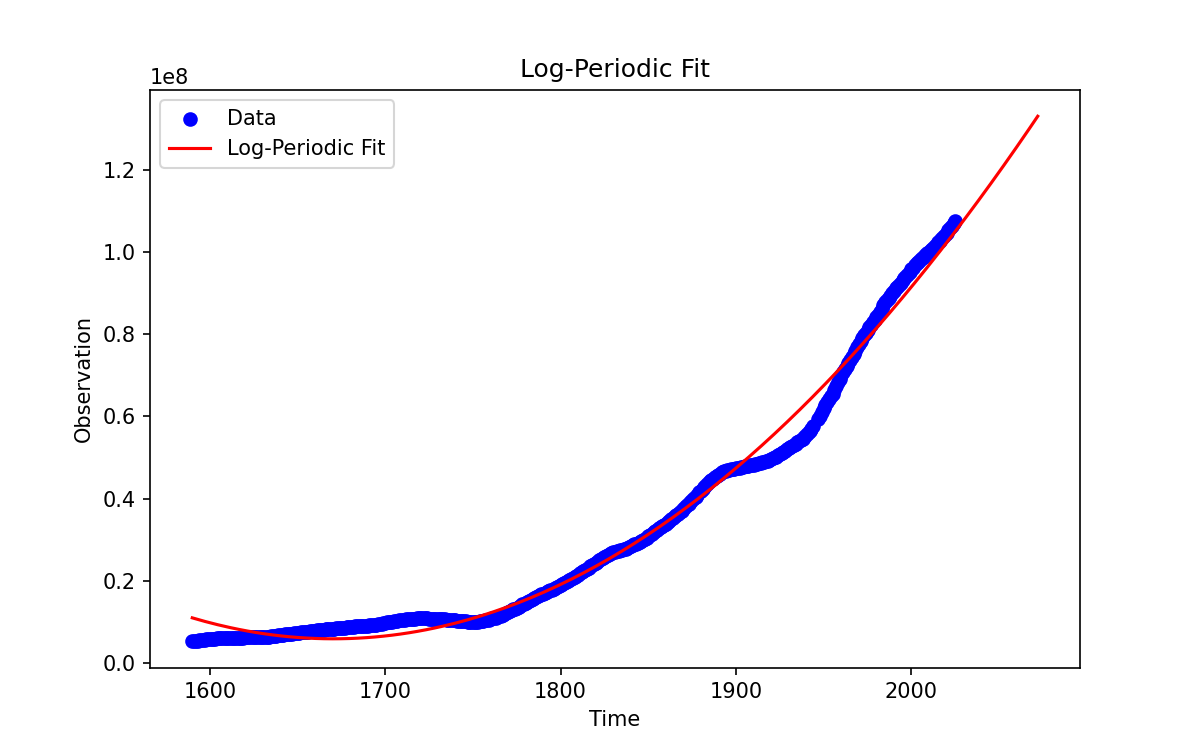 Log-Periodic Fit
1e8
Data
Log-Periodic Fit
1.2
1.0
0.8
0.6
0.4
0.2
0.0
Observation
1600 1700 1800 1900 2000
Time